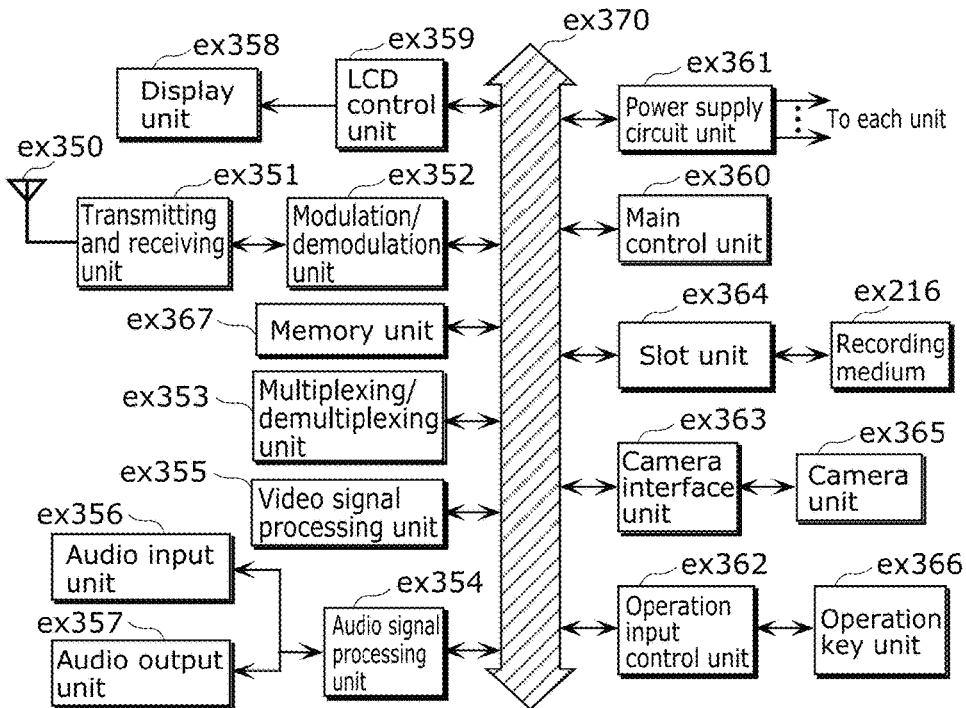 ex370
ex358
Display
unit
ex359
LCD
control
unit
ex361
Power supply
circuit unit
To each unit
ex350
ex351
Transmitting
and receiving
unit
ex352
Modulation/
demodulation
unit
ex360
Main
control unit
ex367
Memory unit
ex364
Slot unit
ex216
Recording
medium
ex353
Multiplexing/
demultiplexing
unit
ex363
Camera
interface
unit
ex365
Camera
unit
ex355
Video signal
processing unit
ex356
Audio input
unit
ex357
Audio output
unit
ex354
Audio signal
processing
unit
ex362
Operation
input
control unit
ex366
Operation
key unit